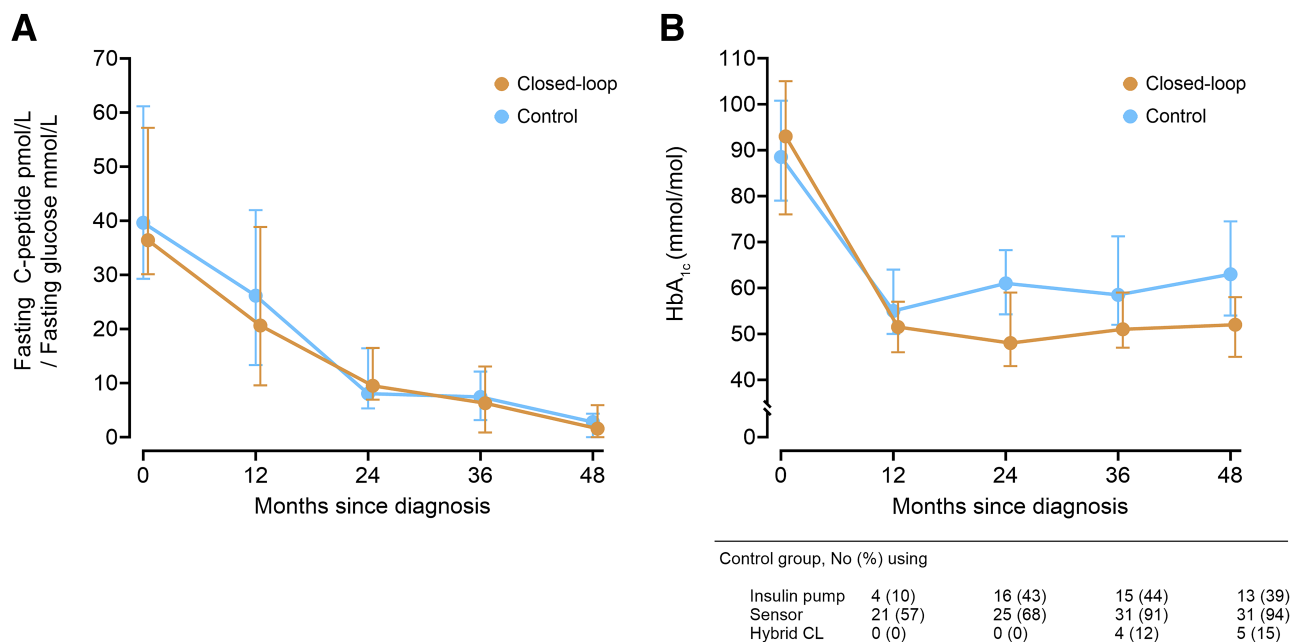 A
70
60
50
40
30
20
10
0
Fasting C-peptide pmol/L
/ Fasting glucose mmol/L
Closed-loop
Control
0 12 24 36 48
Months since diagnosis
B
110
100
90
80
70
60
50
40
0
HbA1c (mmol/mol)
Closed-loop
Control
0 12 24 36 48
Months since diagnosis
Control group, No (%) using
Insulin pump 4 (10) 16 (43) 15 (44) 13 (39)
Sensor 21 (57) 25 (68) 31 (91) 31 (94)
Hybrid CL 0 (0) 0 (0) 4 (12) 5 (15)